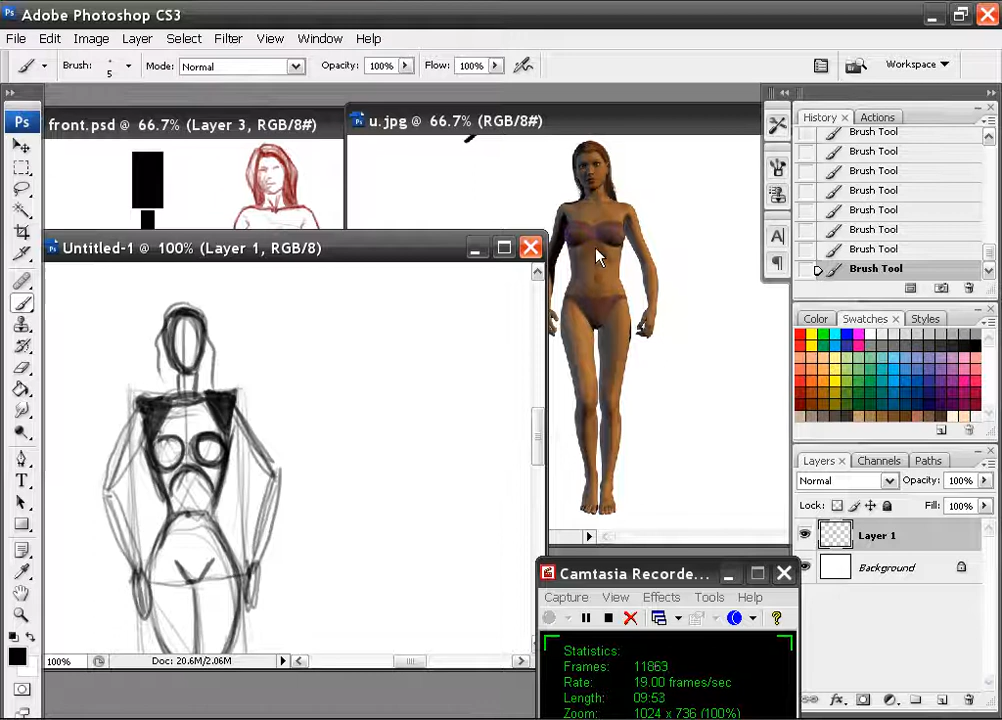 Adobe Photoshop CS3
File Edit Image Layer Select Filter View Window Help
Brush: 5 Mode: Normal Opacity: 100% Flow: 100% Workspace
Ps
front.psd @ 66.7% (Layer 3, RGB/8#)
u.jpg @ 66.7% (RGB/8#)
History Actions
Brush Tool
Brush Tool
Brush Tool
Brush Tool
Brush Tool
Brush Tool
Brush Tool
Brush Tool
Untitled-1 @ 100% (Layer 1, RGB/8)
Color Swatches Styles
Layers Channels Paths
Normal Opacity: 100%
Lock: Fill: 100%
Layer 1
Background
100% Doc: 20.6M/2.06M
Camtasia Recorde...
Capture View Effects Tools Help
Statistics:
Frames: 11863
Rate: 19.00 frames/sec
Length: 09:53
Zoom: 1024 x 736 (100%)